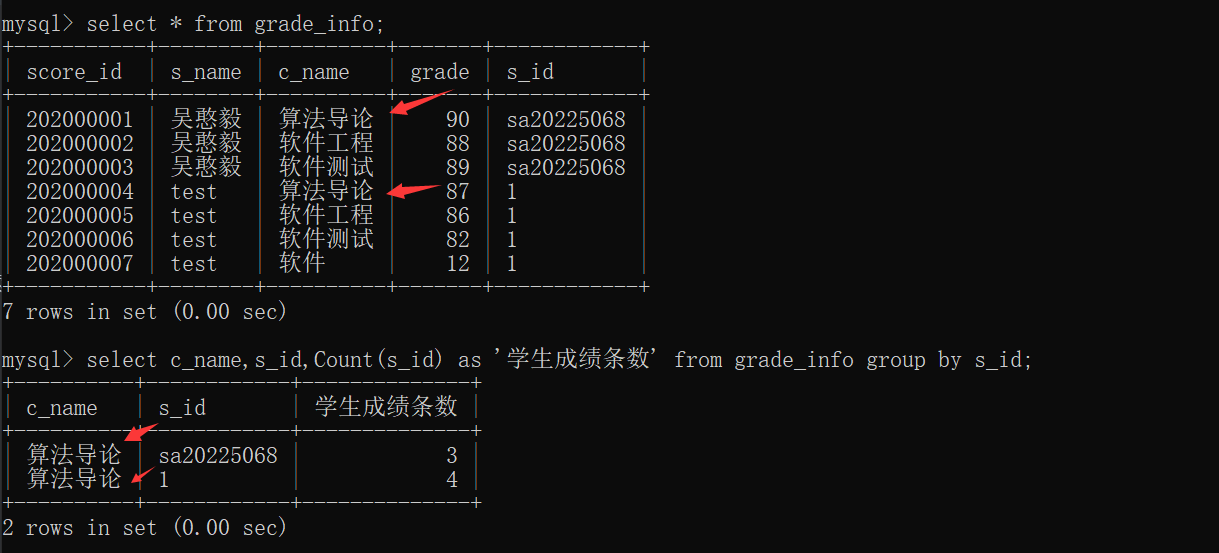 mysql> select * from grade_info;
+-----------+--------+----------+-------+------------+
| score_id | s_name | c_name | grade | s_id |
+-----------+--------+----------+-------+------------+
| 202000001 | 吴憨毅 | 算法导论 | 90 | sa20225068 |
| 202000002 | 吴憨毅 | 软件工程 | 88 | sa20225068 |
| 202000003 | 吴憨毅 | 软件测试 | 89 | sa20225068 |
| 202000004 | test | 算法导论 | 87 | 1 |
| 202000005 | test | 软件工程 | 86 | 1 |
| 202000006 | test | 软件测试 | 82 | 1 |
| 202000007 | test | 软件 | 12 | 1 |
+-----------+--------+----------+-------+------------+
7 rows in set (0.00 sec)
mysql> select c_name,s_id,Count(s_id) as '学生成绩条数' from grade_info group by s_id;
+----------+------------+--------------+
| c_name | s_id | 学生成绩条数 |
+----------+------------+--------------+
| 算法导论 | sa20225068 | 3 |
| 算法导论 | 1 | 4 |
+----------+------------+--------------+
2 rows in set (0.00 sec)